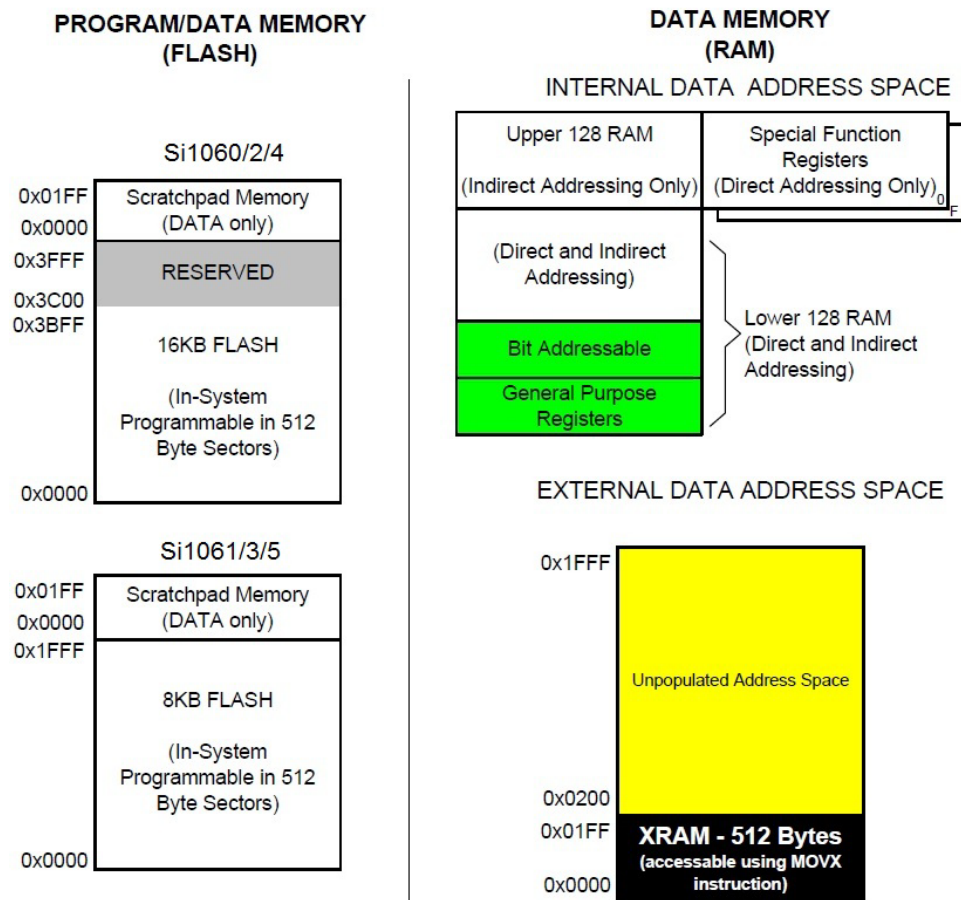 PROGRAM/DATA MEMORY
(FLASH)
Si1060/2/4
0x01FF
Scratchpad Memory
(DATA only)
0x0000
0x3FFF
RESERVED
0x3C00
0x3BFF
16KB FLASH
(In-System
Programmable in 512
Byte Sectors)
0x0000
Si1061/3/5
0x01FF
Scratchpad Memory
(DATA only)
0x0000
0x1FFF
8KB FLASH
(In-System
Programmable in 512
Byte Sectors)
0x0000
DATA MEMORY
(RAM)
INTERNAL DATA ADDRESS SPACE
Upper 128 RAM
(Indirect Addressing Only)
Special Function
Registers
(Direct Addressing Only)
0
F
(Direct and Indirect
Addressing)
Bit Addressable
General Purpose
Registers
Lower 128 RAM
(Direct and Indirect
Addressing)
EXTERNAL DATA ADDRESS SPACE
0x1FFF
Unpopulated Address Space
0x0200
0x01FF
XRAM - 512 Bytes
(accessable using MOVX
instruction)
0x0000